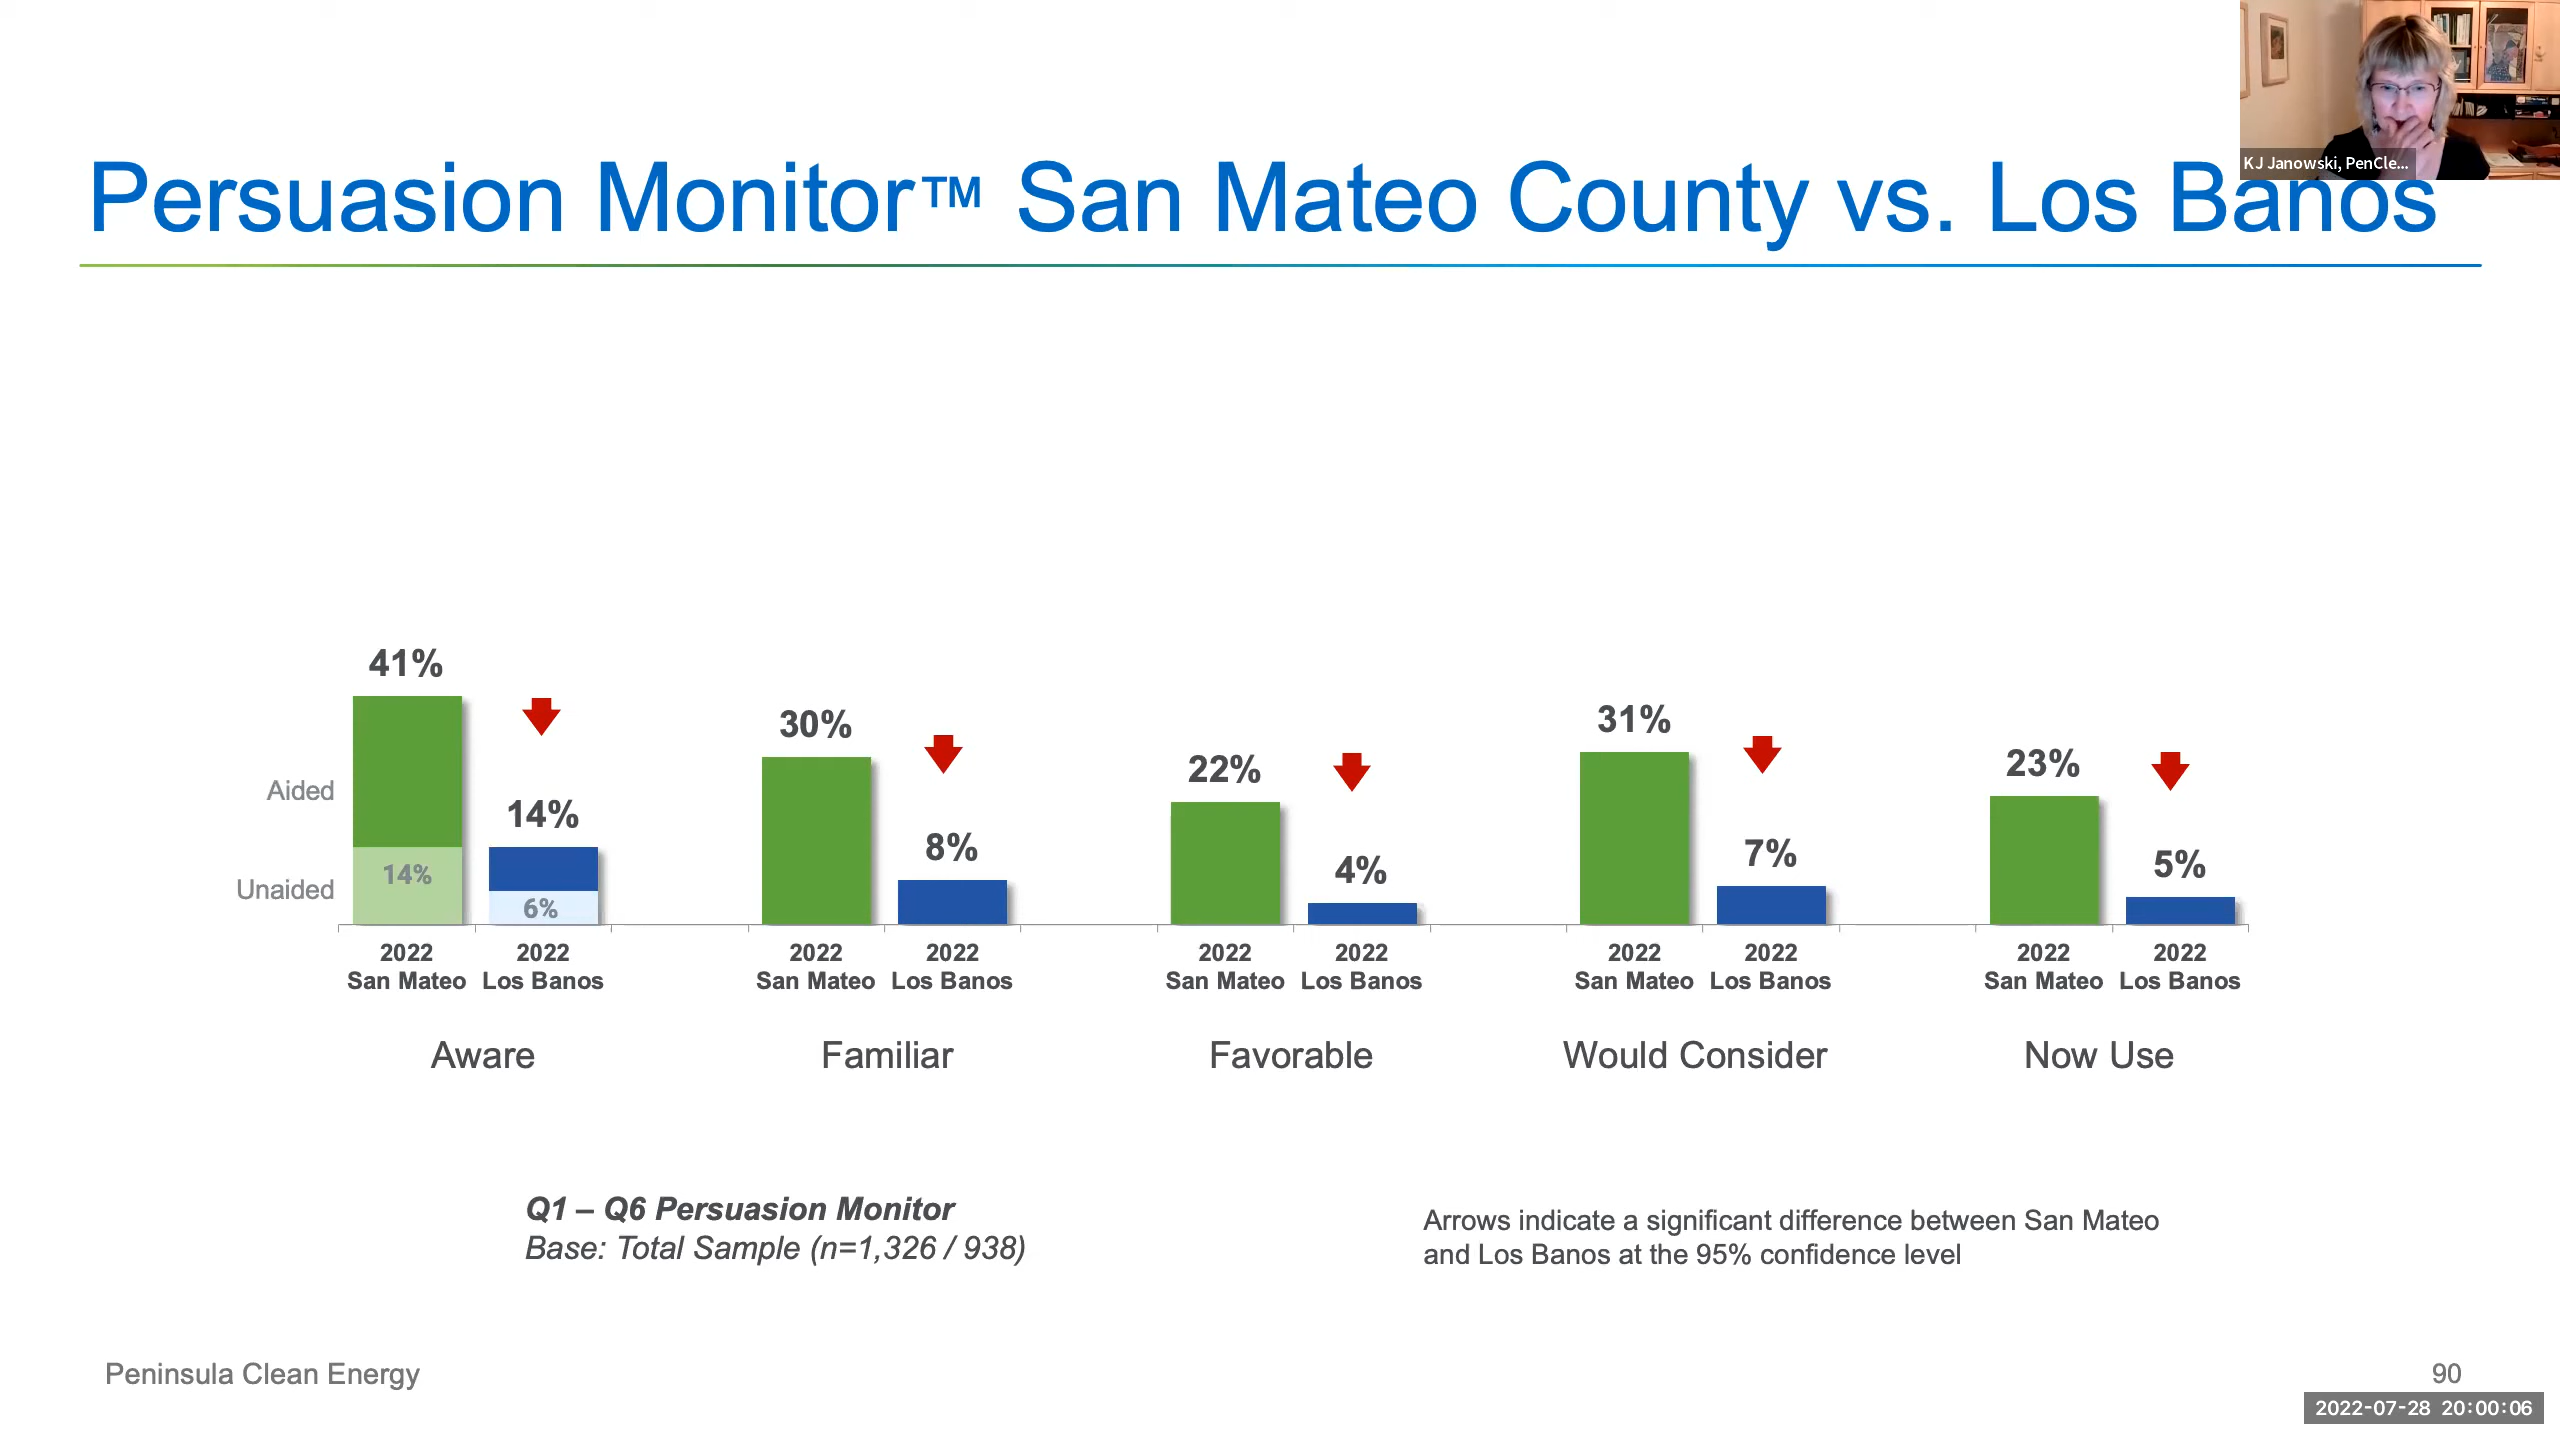 KJ Janowski, PenCle...
Persuasion Monitor™ San Mateo County vs. Los Banos
41%
14%
Aided
14%
Unaided
6%
30%
8%
22%
4%
31%
7%
23%
5%
2022 2022 2022 2022 2022 2022 2022 2022 2022 2022
San Mateo Los Banos San Mateo Los Banos San Mateo Los Banos San Mateo Los Banos San Mateo Los Banos
Aware Familiar Favorable Would Consider Now Use
Q1 – Q6 Persuasion Monitor
Base: Total Sample (n=1,326 / 938)
Arrows indicate a significant difference between San Mateo
and Los Banos at the 95% confidence level
Peninsula Clean Energy
90
2022-07-28 20:00:06